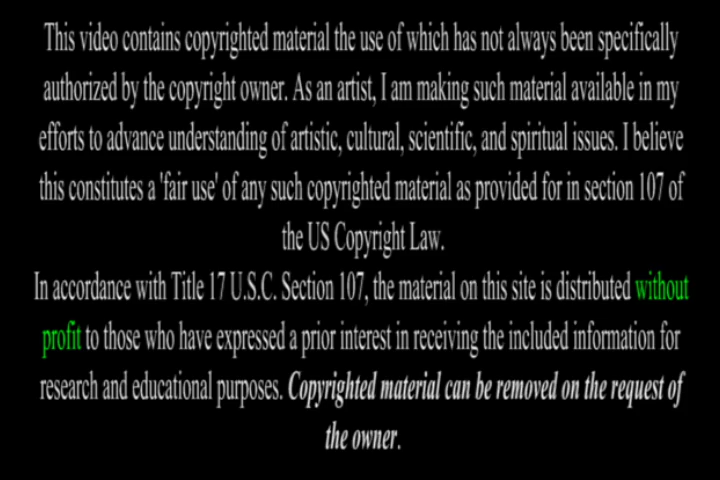 This video contains copyrighted material the use of which has not always been specifically
authorized by the copyright owner. As an artist, I am making such material available in my
efforts to advance understanding of artistic, cultural, scientific, and spiritual issues. I believe
this constitutes a 'fair use' of any such copyrighted material as provided for in section 107 of
the US Copyright Law.
In accordance with Title 17 U.S.C. Section 107, the material on this site is distributed without
profit to those who have expressed a prior interest in receiving the included information for
research and educational purposes. Copyrighted material can be removed on the request of
the owner.